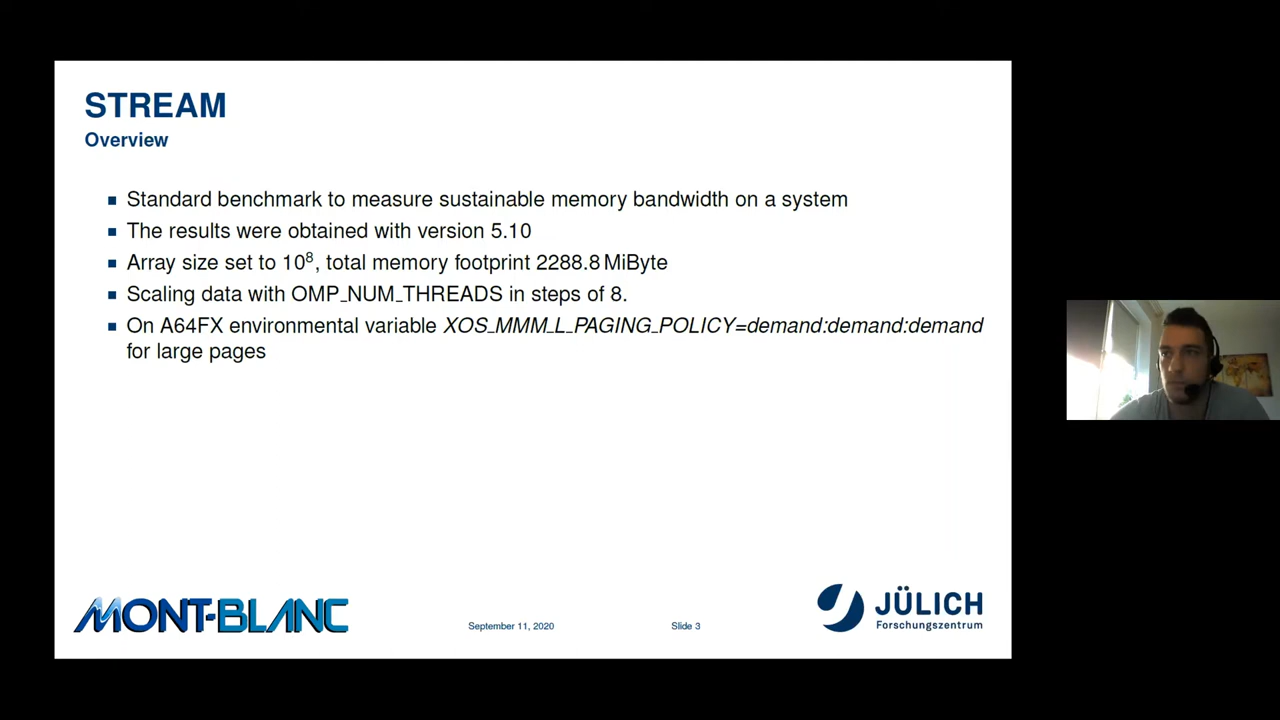 STREAM
Overview
Standard benchmark to measure sustainable memory bandwidth on a system
The results were obtained with version 5.10
Array size set to 10⁸, total memory footprint 2288.8 MiByte
Scaling data with OMP_NUM_THREADS in steps of 8.
On A64FX environmental variable XOS_MMM_L_PAGING_POLICY=demand:demand:demand
for large pages
MONT-BLANC
September 11, 2020
Slide 3
JÜLICH
Forschungszentrum